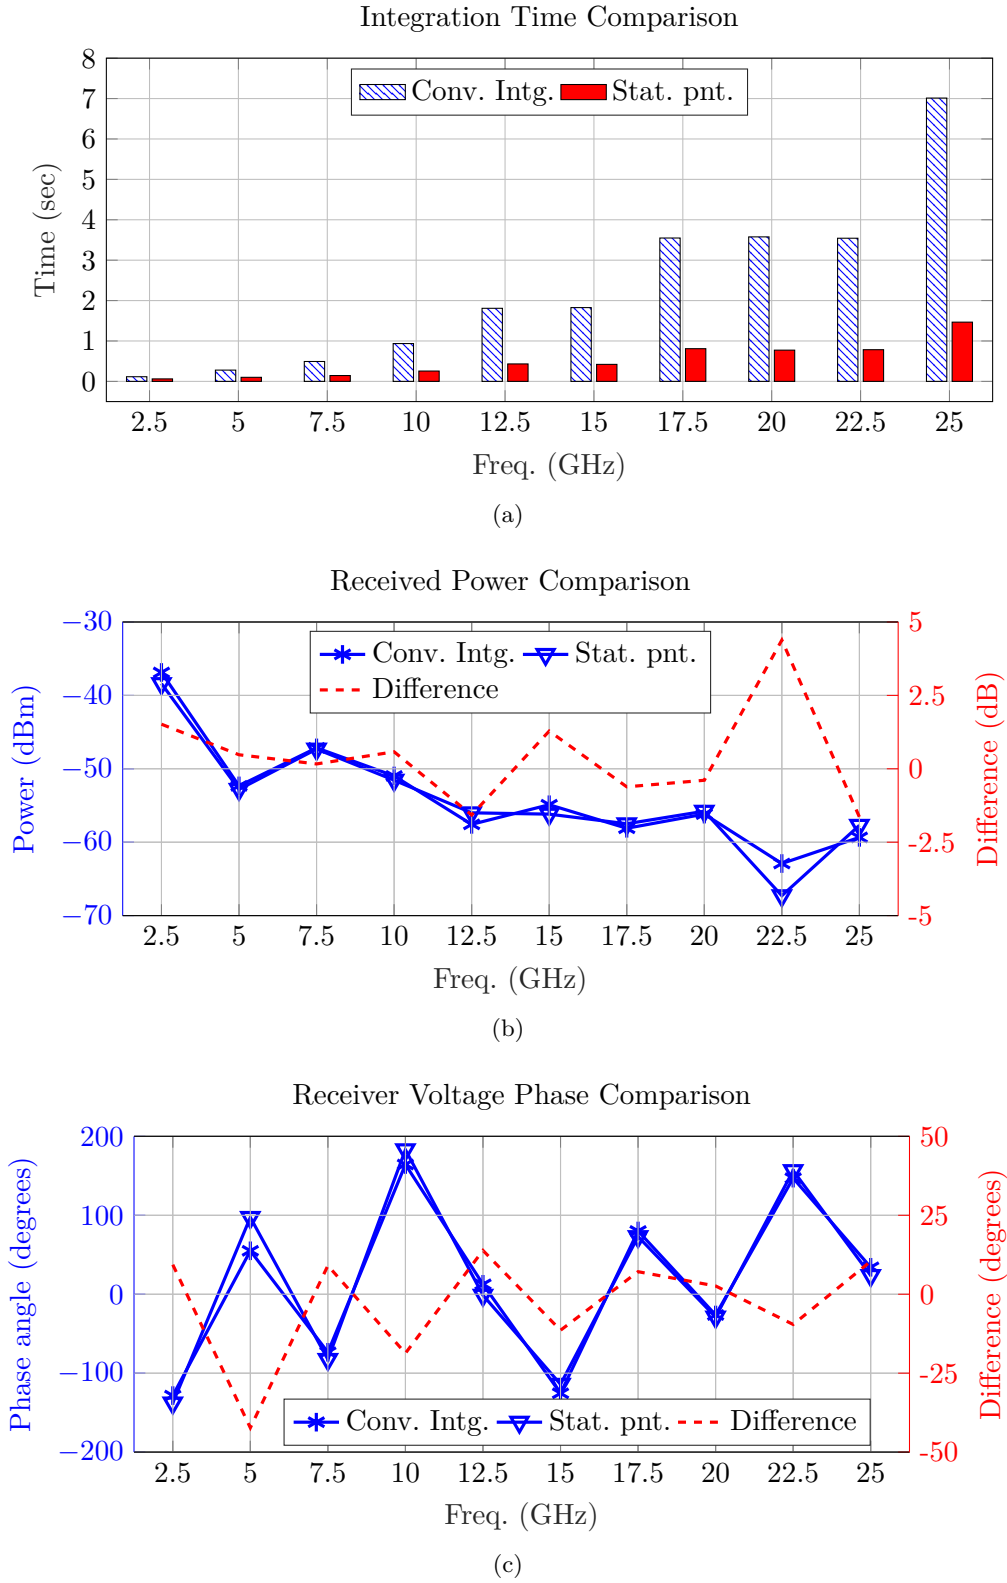 Integration Time Comparison
8
7
6
5
4
3
2
1
0
Time (sec)
Conv. Intg. Stat. pnt.
2.5 5 7.5 10 12.5 15 17.5 20 22.5 25
Freq. (GHz)
(a)
Received Power Comparison
−30
−40
−50
−60
−70
Power (dBm)
Conv. Intg. Stat. pnt.
Difference
5
2.5
0
-2.5
-5
Difference (dB)
2.5 5 7.5 10 12.5 15 17.5 20 22.5 25
Freq. (GHz)
(b)
Receiver Voltage Phase Comparison
200
100
0
−100
−200
Phase angle (degrees)
Conv. Intg. Stat. pnt. Difference
50
25
0
-25
-50
Difference (degrees)
2.5 5 7.5 10 12.5 15 17.5 20 22.5 25
Freq. (GHz)
(c)